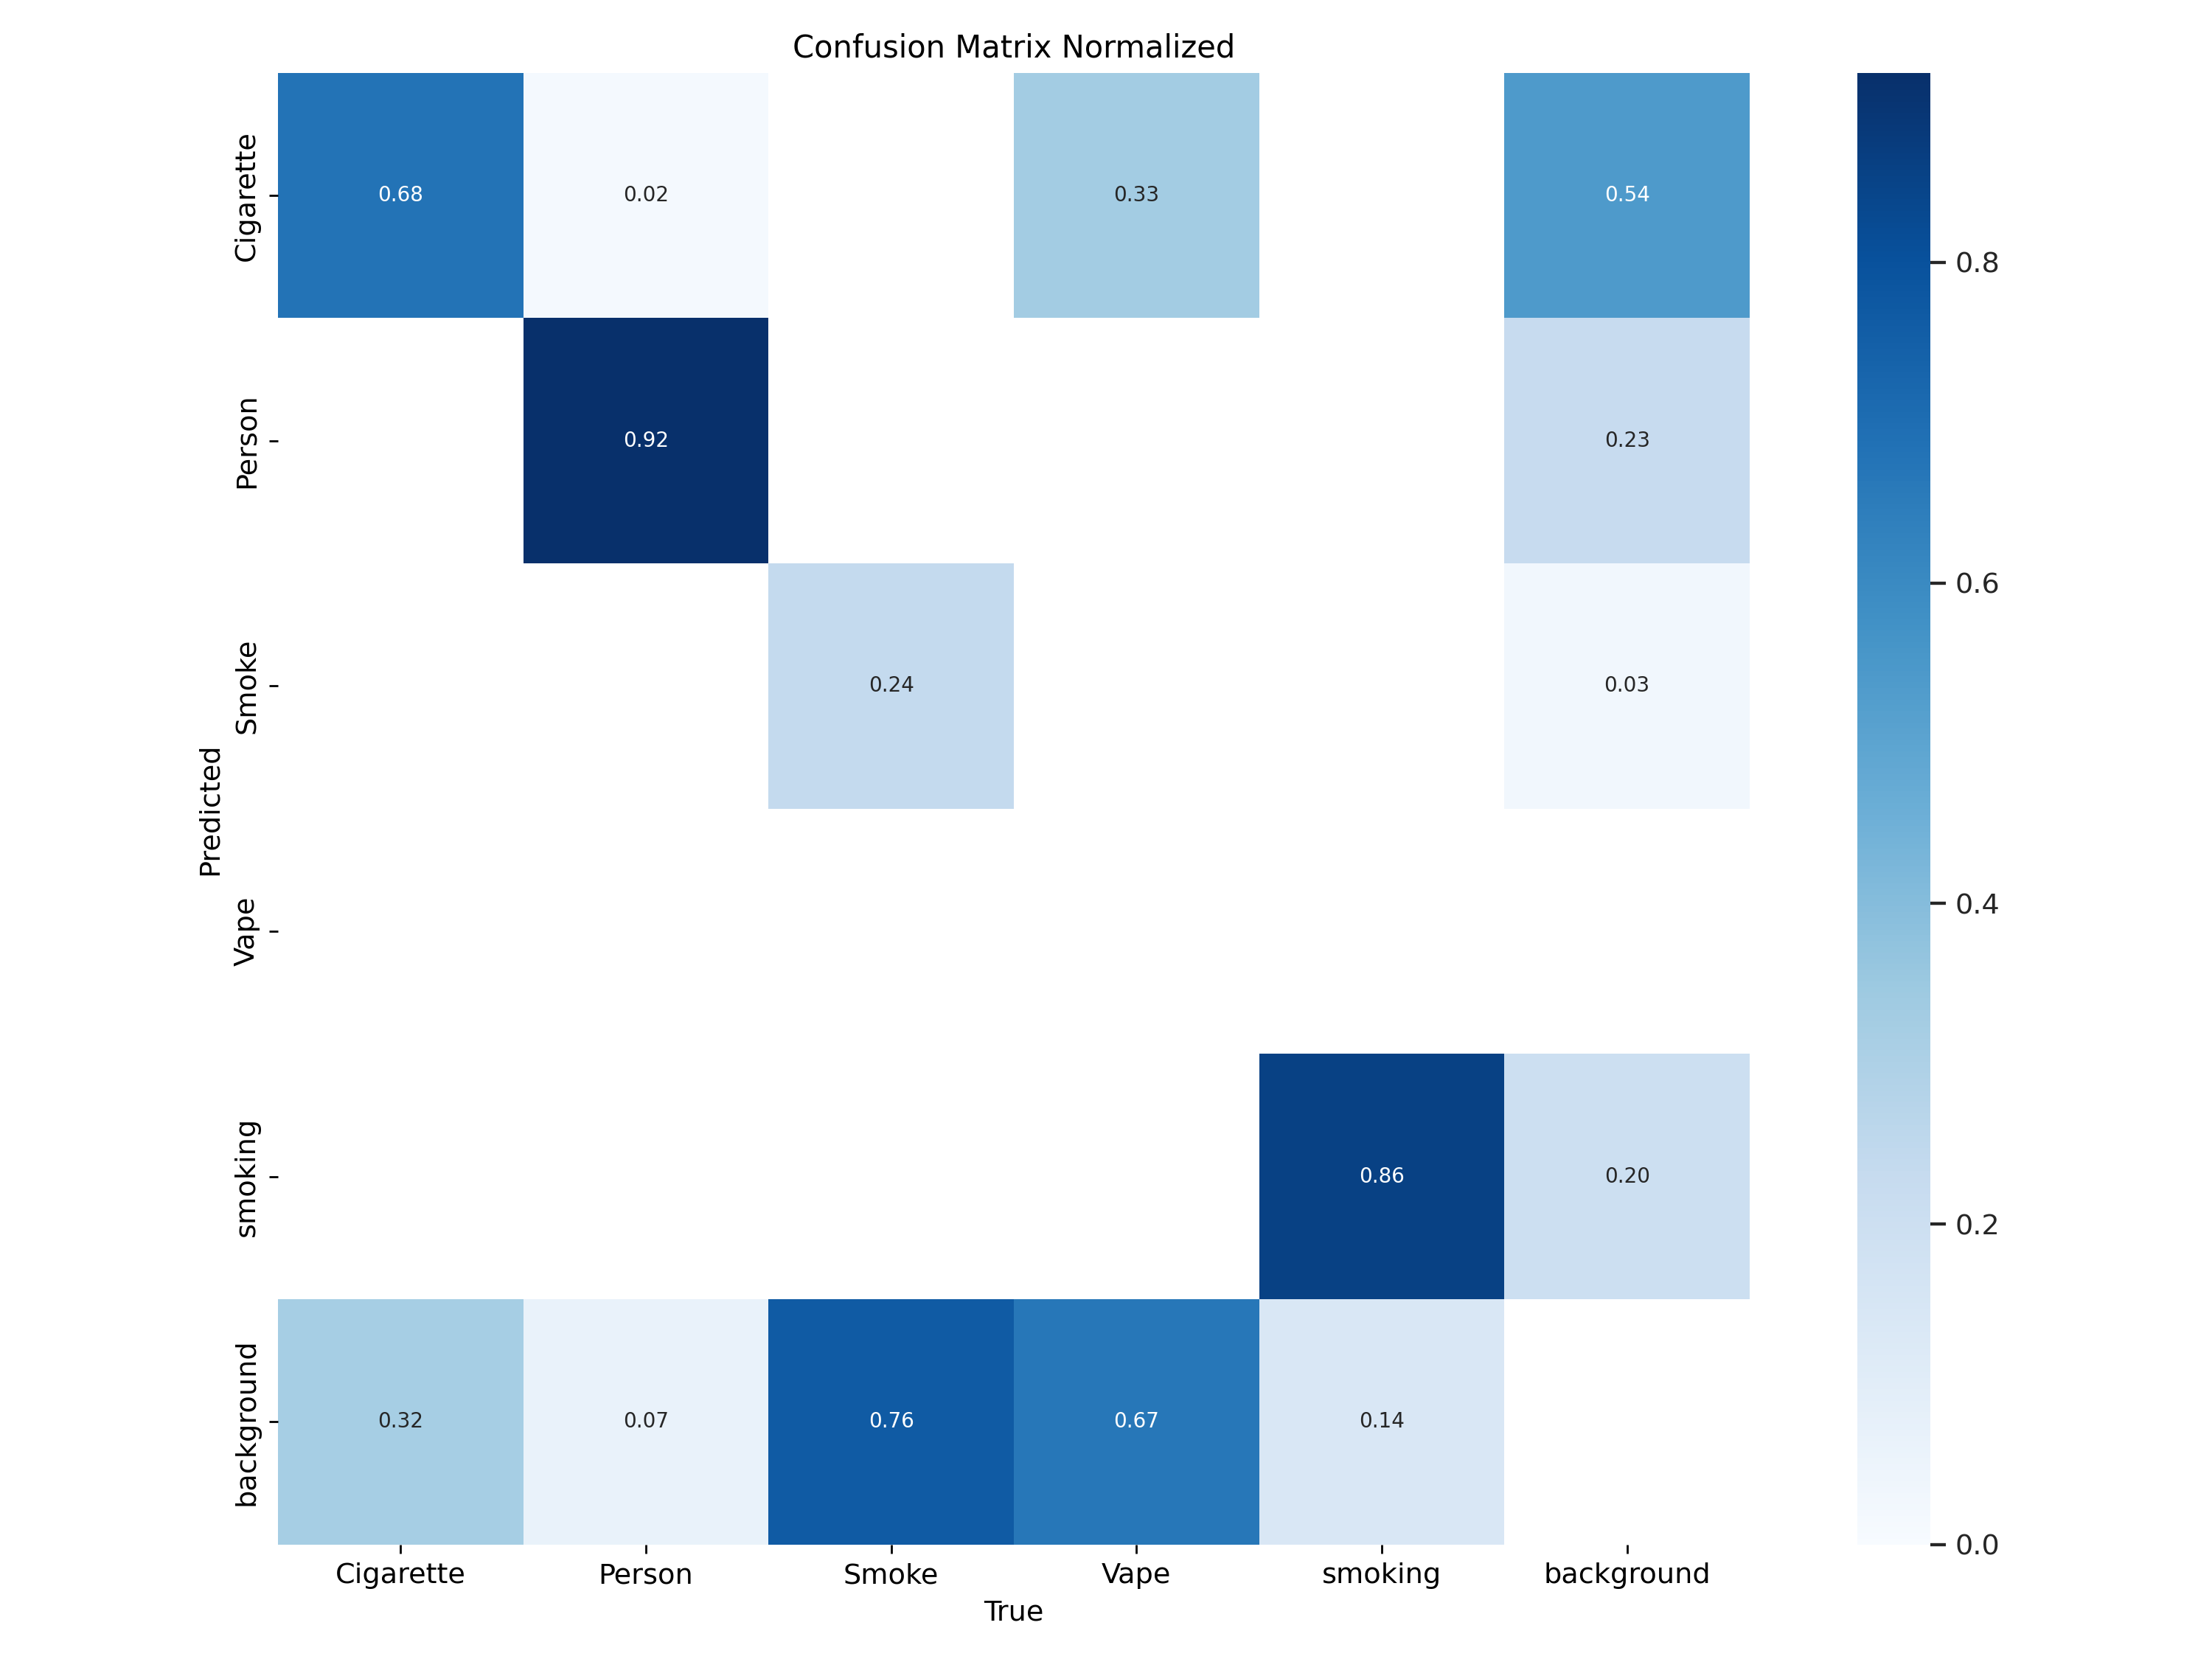 Confusion Matrix Normalized
Cigarette
0.68 0.02 0.33 0.54
Person
0.92 0.23
Smoke
0.24 0.03
Vape
smoking
0.86 0.20
background
0.32 0.07 0.76 0.67 0.14
Predicted
Cigarette Person Smoke Vape smoking background
True
0.8
0.6
0.4
0.2
0.0